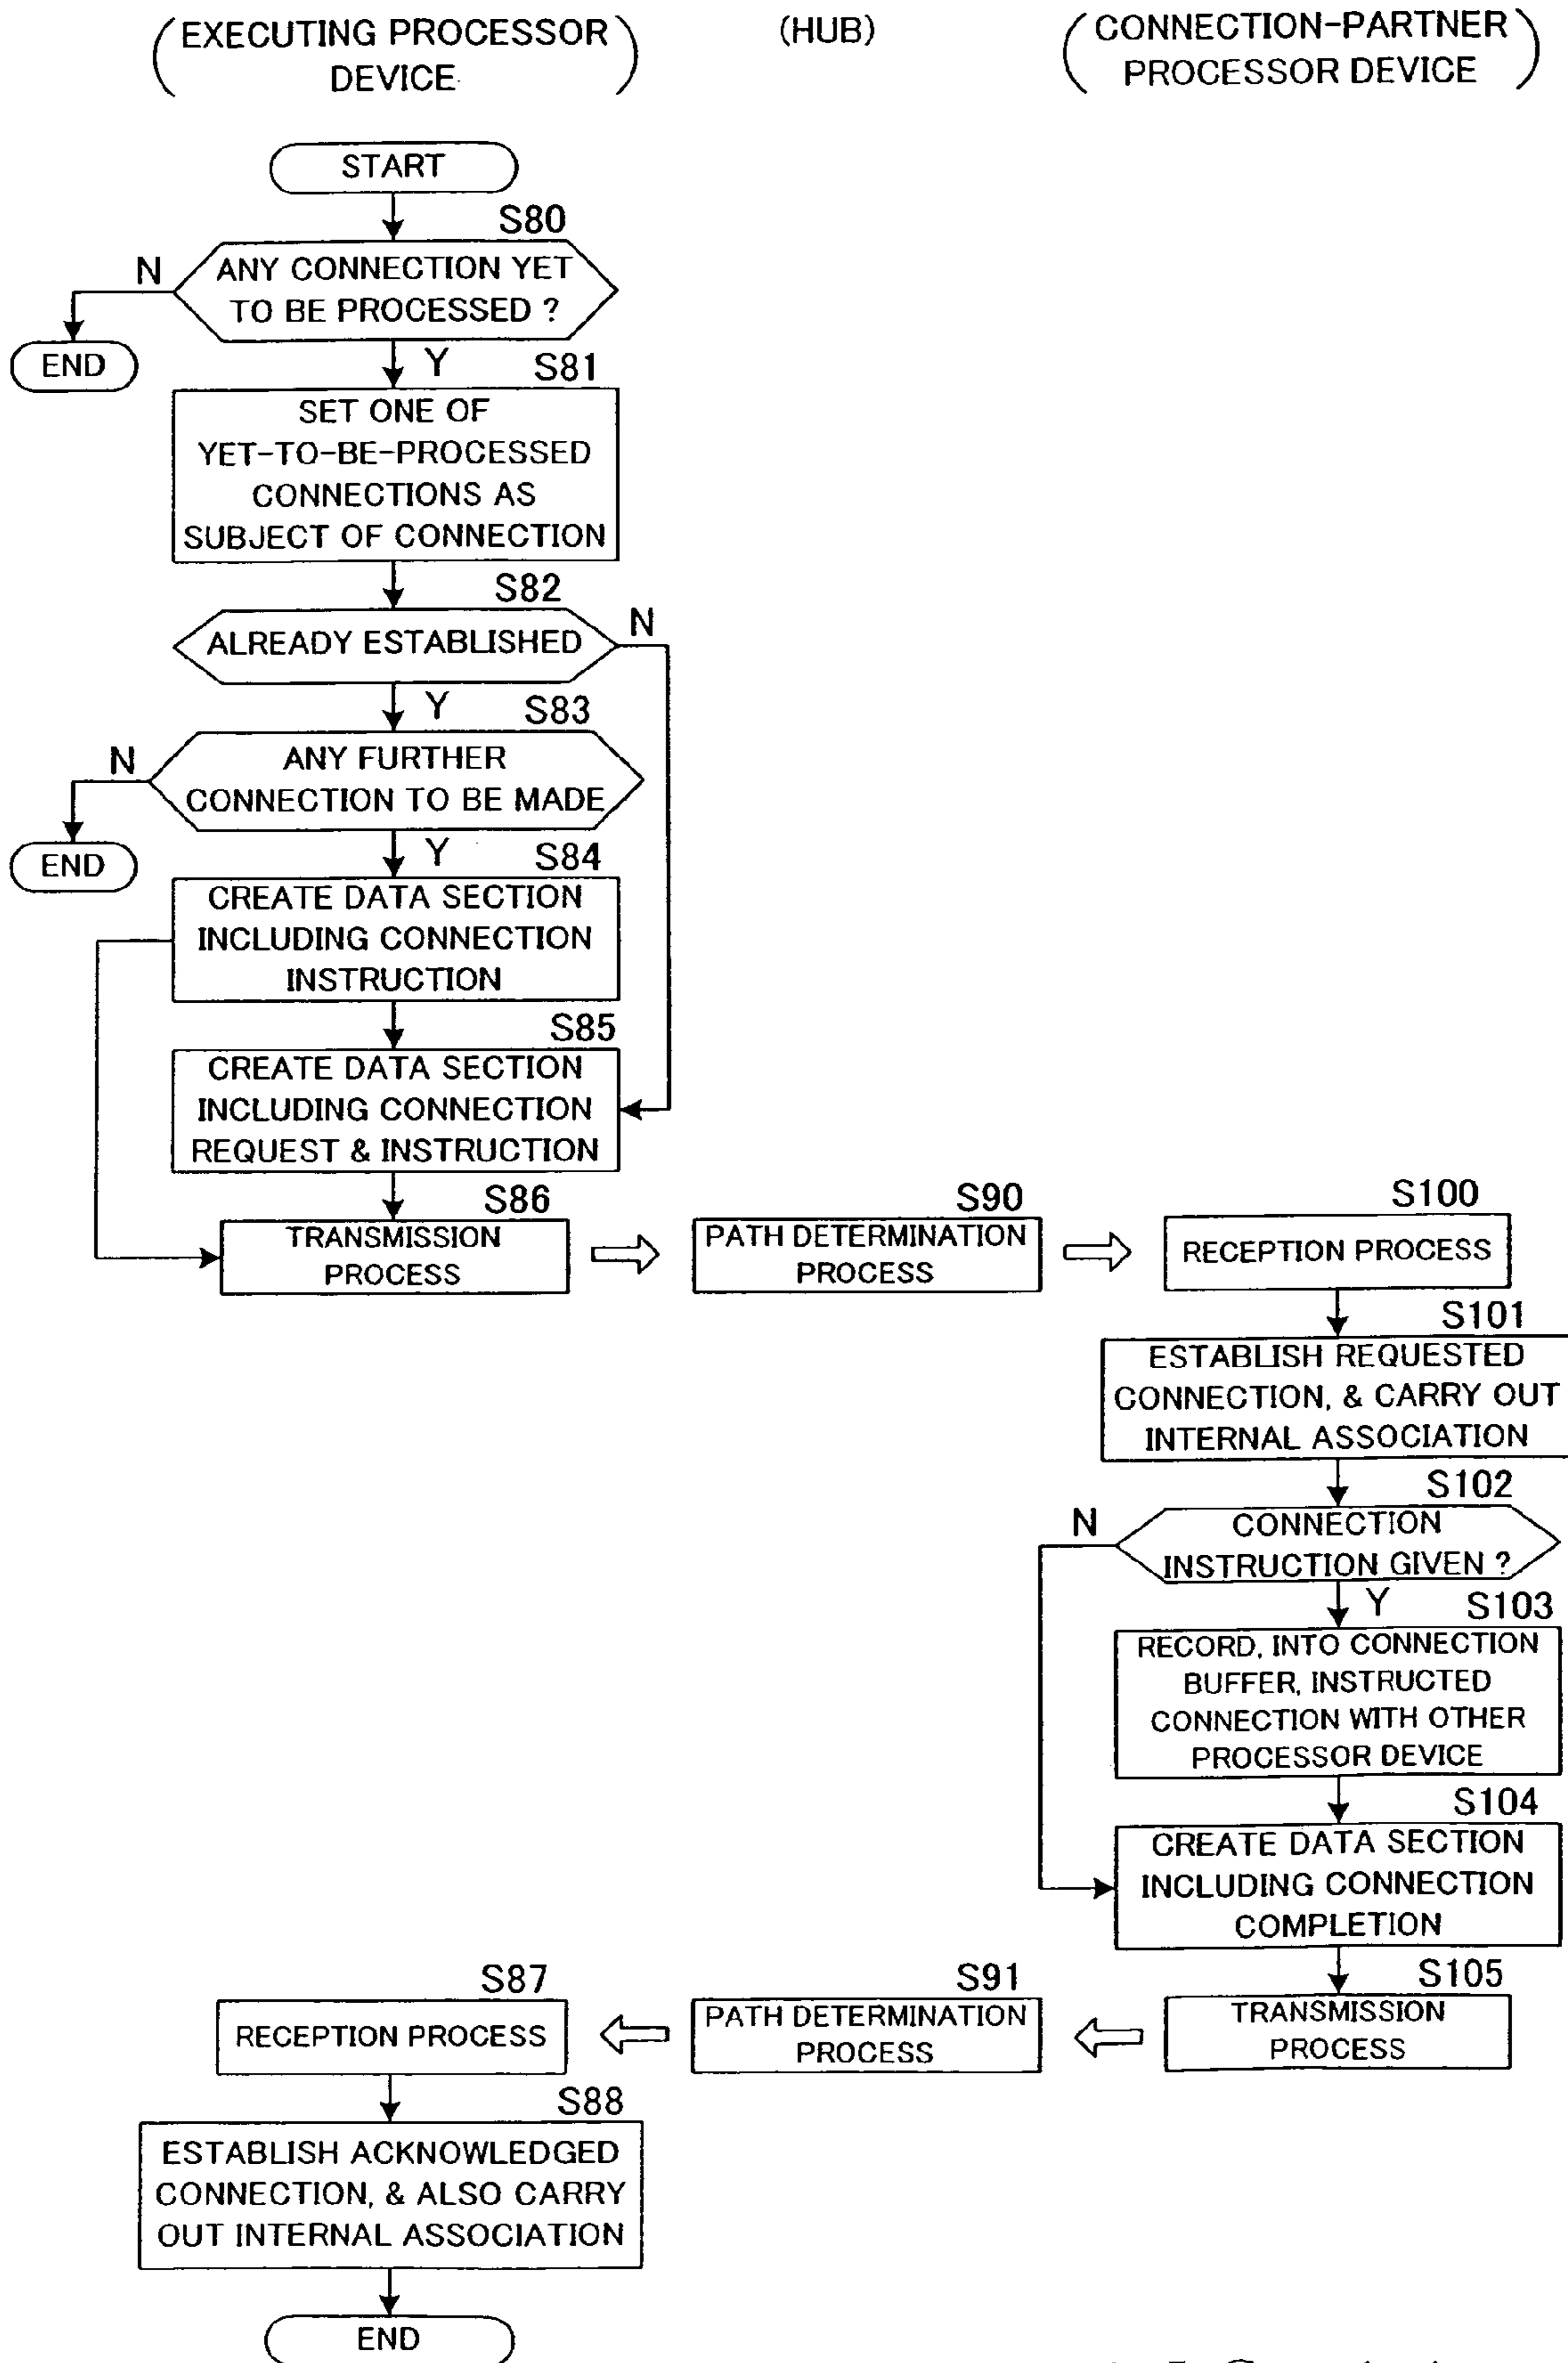 (EXECUTING PROCESSOR
DEVICE)
(HUB)
(CONNECTION-PARTNER
PROCESSOR DEVICE)
START
S80
ANY CONNECTION YET
TO BE PROCESSED ?
N
END
Y
S81
SET ONE OF
YET-TO-BE-PROCESSED
CONNECTIONS AS
SUBJECT OF CONNECTION
S82
ALREADY ESTABLISHED
N
Y
S83
ANY FURTHER
CONNECTION TO BE MADE
N
END
Y
S84
CREATE DATA SECTION
INCLUDING CONNECTION
INSTRUCTION
S85
CREATE DATA SECTION
INCLUDING CONNECTION
REQUEST & INSTRUCTION
S86
TRANSMISSION
PROCESS
S90
PATH DETERMINATION
PROCESS
S100
RECEPTION PROCESS
S101
ESTABLISH REQUESTED
CONNECTION, & CARRY OUT
INTERNAL ASSOCIATION
S102
CONNECTION
INSTRUCTION GIVEN ?
N
Y
S103
RECORD, INTO CONNECTION
BUFFER, INSTRUCTED
CONNECTION WITH OTHER
PROCESSOR DEVICE
S104
CREATE DATA SECTION
INCLUDING CONNECTION
COMPLETION
S105
TRANSMISSION
PROCESS
S91
PATH DETERMINATION
PROCESS
S87
RECEPTION PROCESS
S88
ESTABLISH ACKNOWLEDGED
CONNECTION, & ALSO CARRY
OUT INTERNAL ASSOCIATION
END